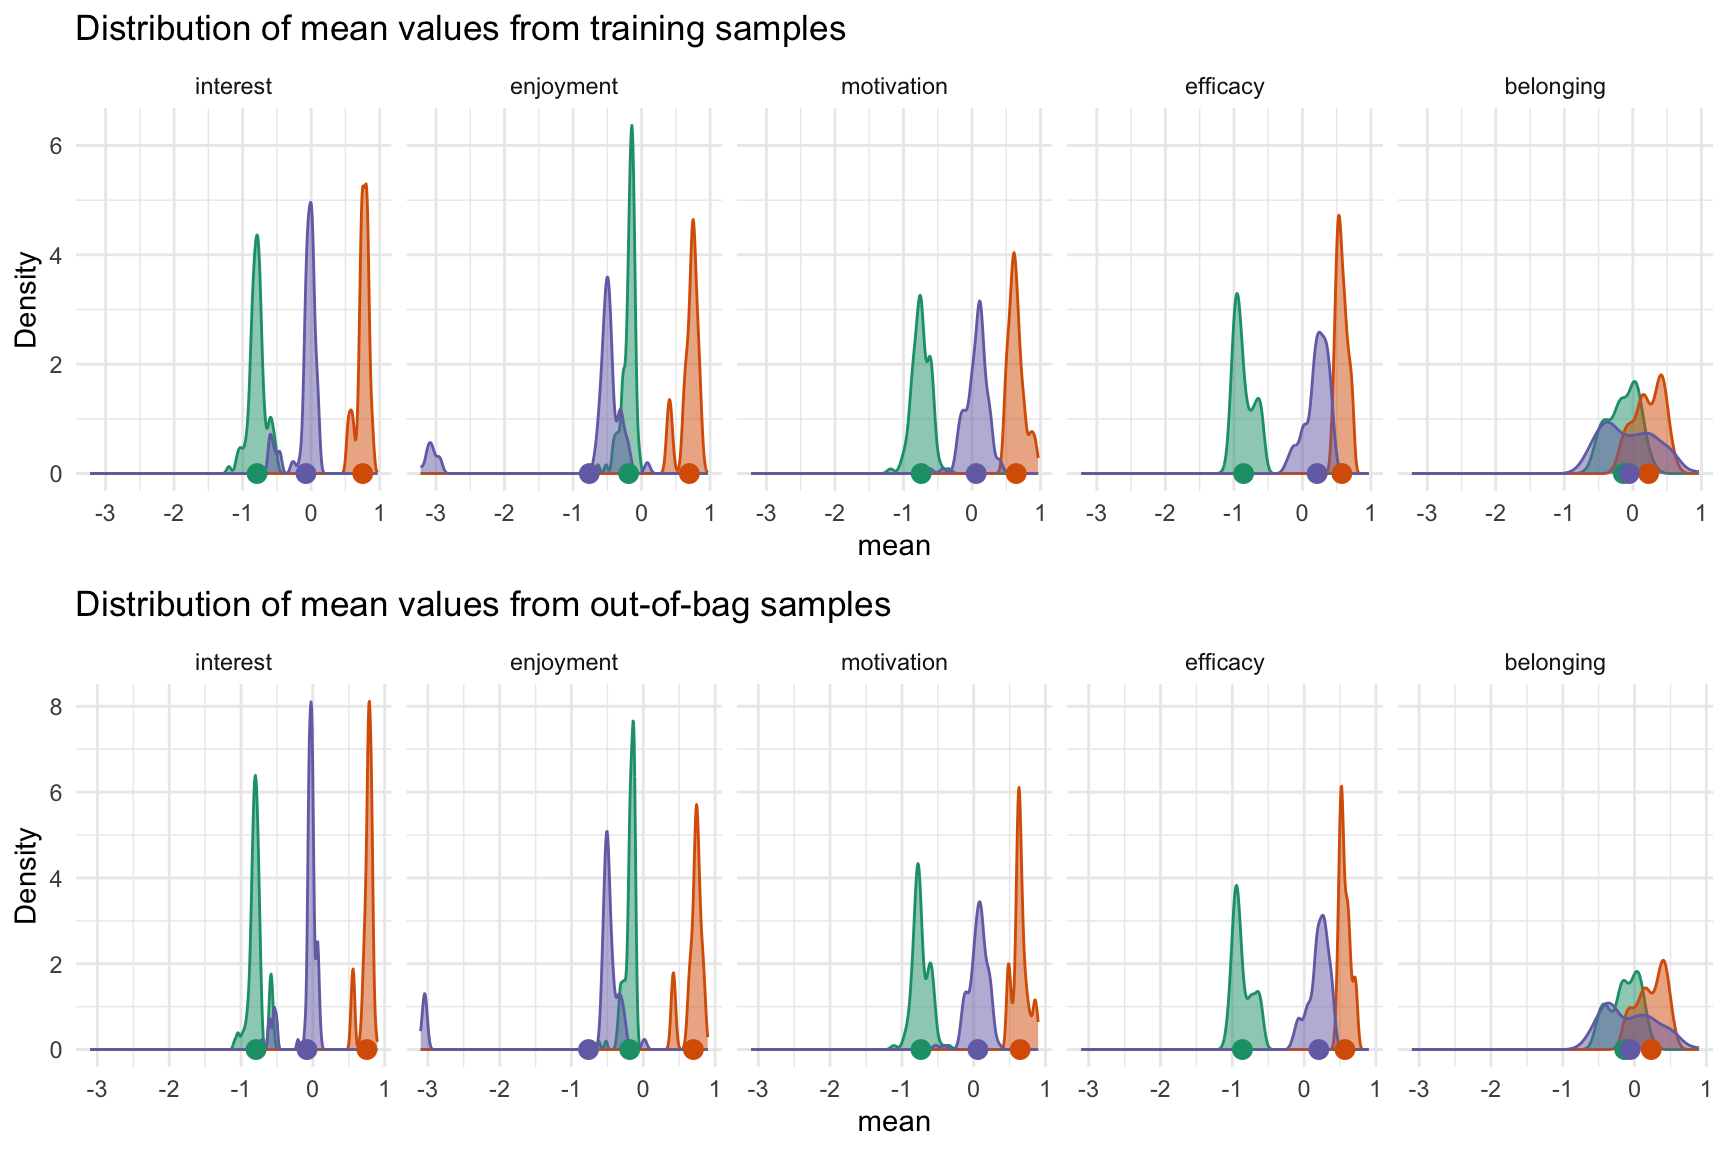 Distribution of mean values from training samples
interest enjoyment motivation efficacy belonging
6
4
2
0
Density
-3 -2 -1 0 1 -3 -2 -1 0 1 -3 -2 -1 0 1 -3 -2 -1 0 1 -3 -2 -1 0 1
mean
Distribution of mean values from out-of-bag samples
interest enjoyment motivation efficacy belonging
8
6
4
2
0
Density
-3 -2 -1 0 1 -3 -2 -1 0 1 -3 -2 -1 0 1 -3 -2 -1 0 1 -3 -2 -1 0 1
mean